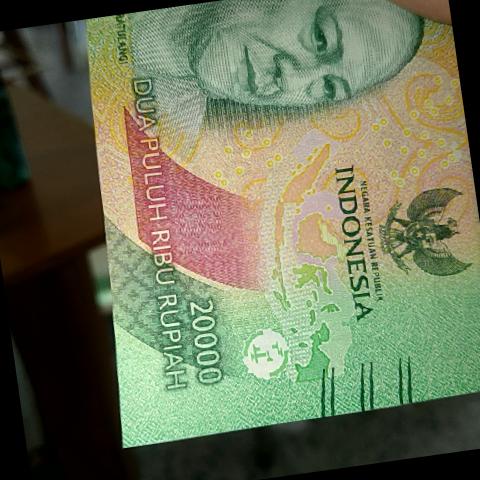 NEGARA KESATUAN REPUBLIK
INDONESIA
20000
DUA PULUH RIBU RUPIAH